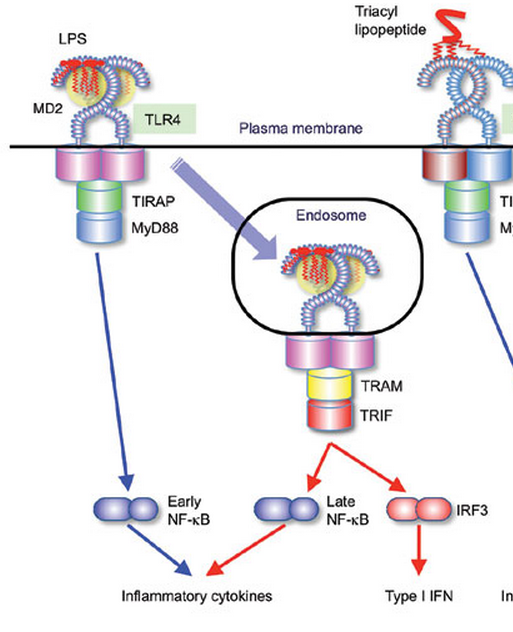 Triacyl
lipopeptide
LPS
MD2
TLR4
Plasma membrane
TIRAP
MyD88
Endosome
TRAM
TRIF
Early
NF-κB
Late
NF-κB
IRF3
Inflammatory cytokines
Type I IFN